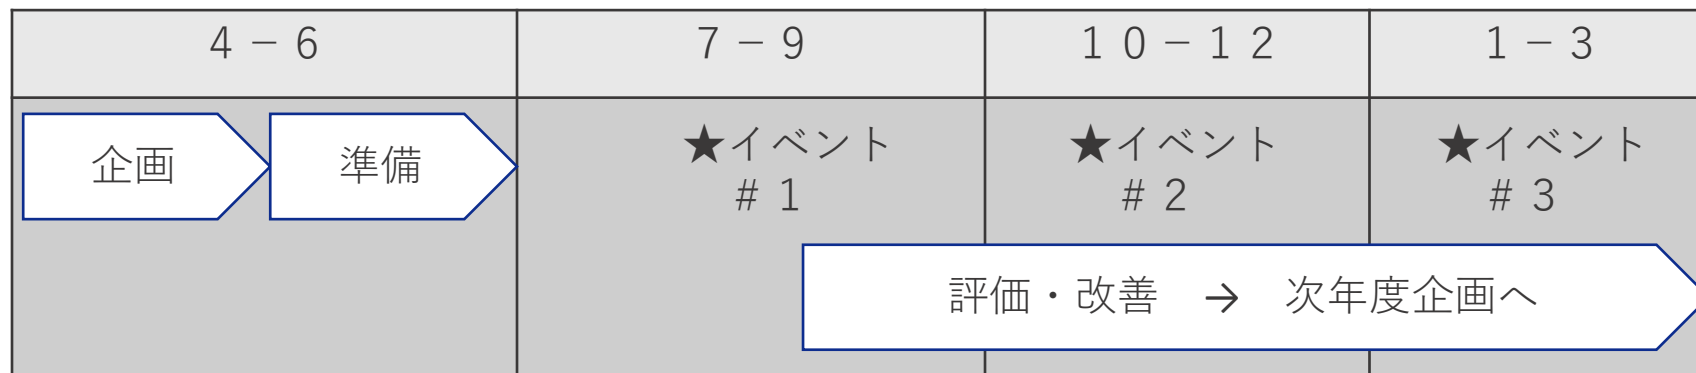 ４－６
７－９
１０－１２
１－３
企画
準備
★イベント
＃１
★イベント
＃２
★イベント
＃３
評価・改善　→　次年度企画へ